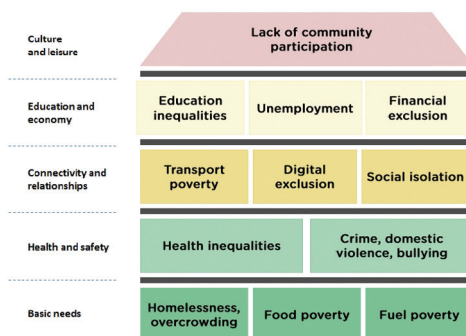 Culture
and leisure
Lack of community
participation
Education and
economy
Education
inequalities
Unemployment
Financial
exclusion
Connectivity and
relationships
Transport
poverty
Digital
exclusion
Social isolation
Health and safety
Health inequalities
Crime, domestic
violence, bullying
Basic needs
Homelessness,
overcrowding
Food poverty
Fuel poverty